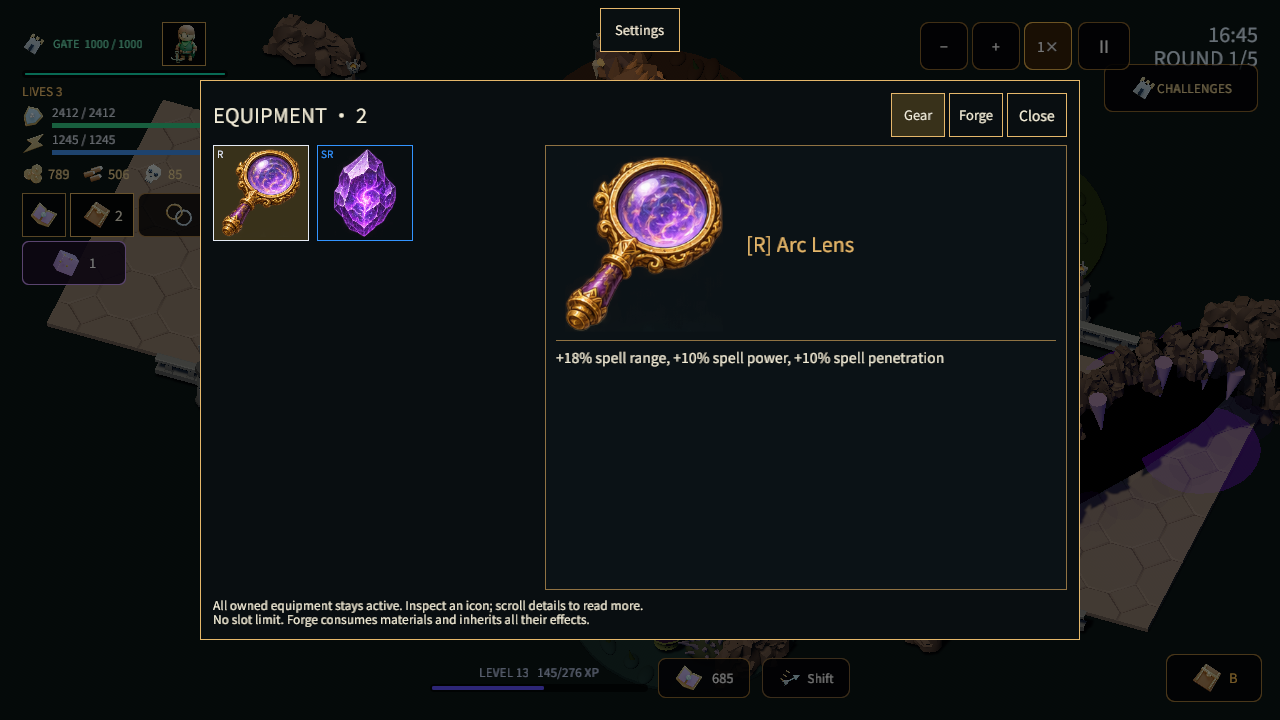 Settings
GATE 1000 / 1000
LIVES 3
2412 / 2412
1245 / 1245
789 506 85
2
1
− + 1× II
16:45
ROUND 1/5
CHALLENGES
EQUIPMENT • 2
Gear Forge Close
R SR
[R] Arc Lens
+18% spell range, +10% spell power, +10% spell penetration
All owned equipment stays active. Inspect an icon; scroll details to read more.
No slot limit. Forge consumes materials and inherits all their effects.
LEVEL 13 145/276 XP
685
Shift
B